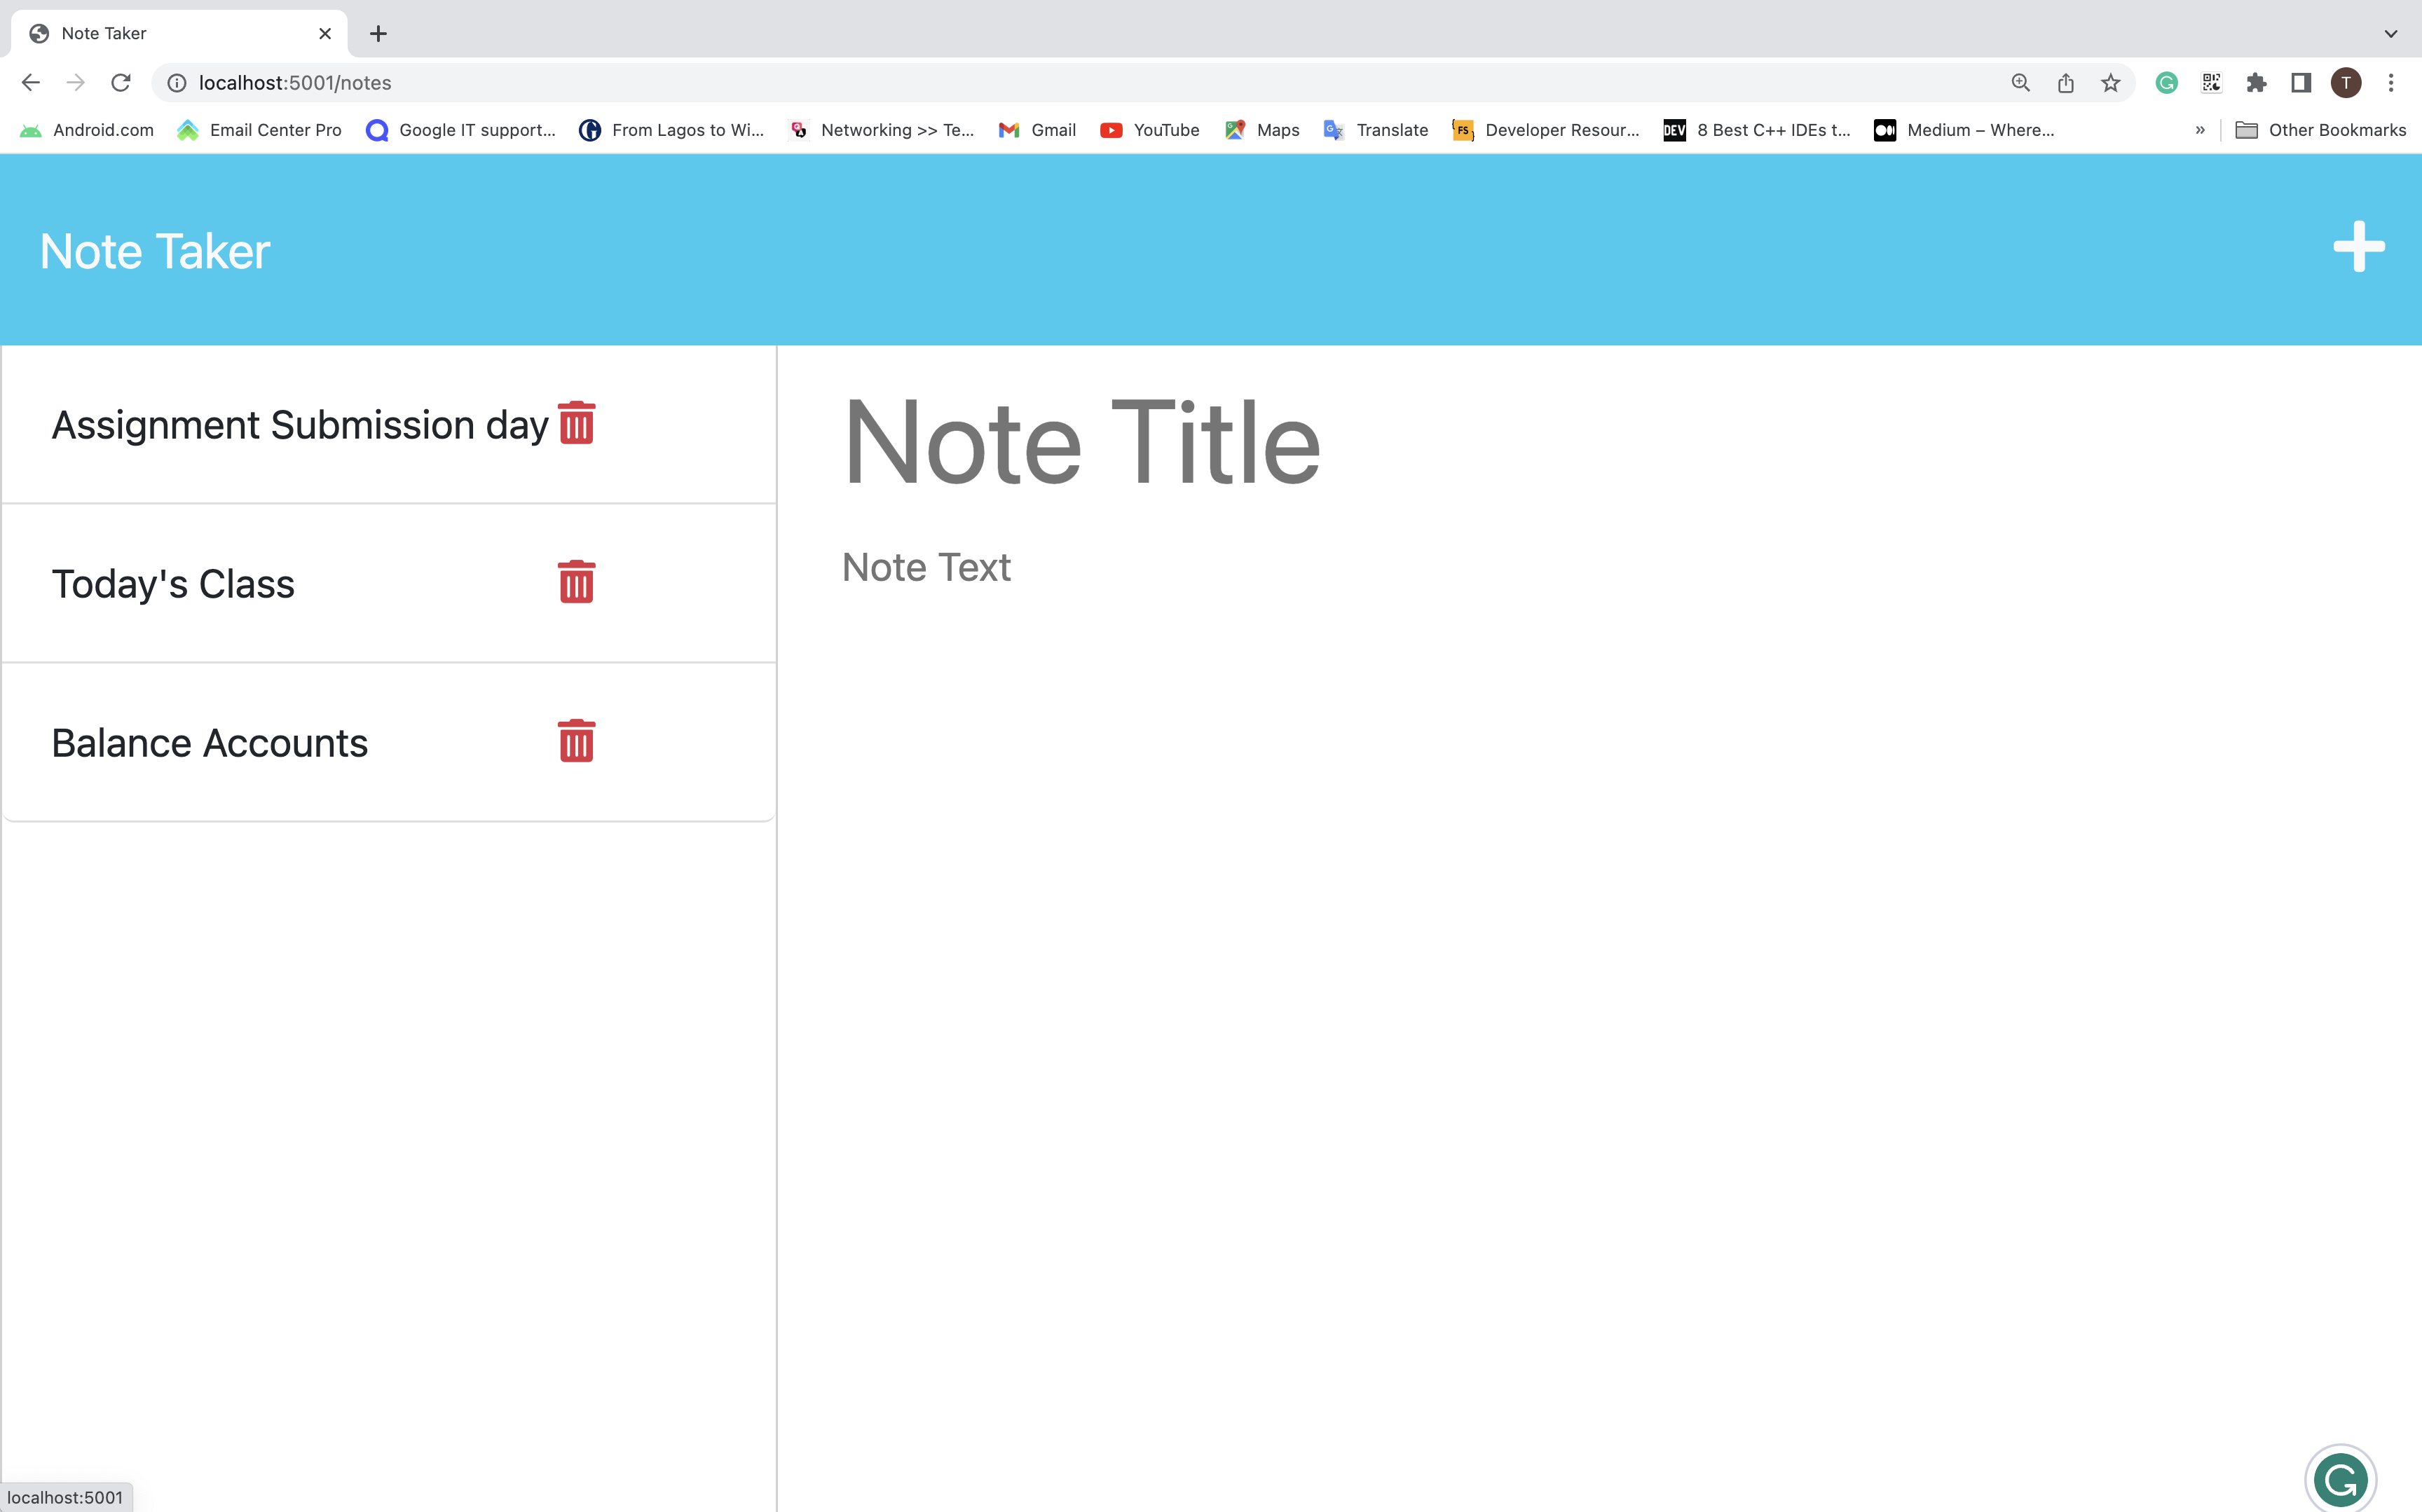 Note Taker
localhost:5001/notes
T
Android.com Email Center Pro Google IT support... From Lagos to Wi... Networking >> Te... Gmail YouTube Maps Translate FS Developer Resour... DEV 8 Best C++ IDEs t... Medium – Where... » Other Bookmarks
Note Taker
Assignment Submission day
Today's Class
Balance Accounts
Note Title
Note Text
localhost:5001